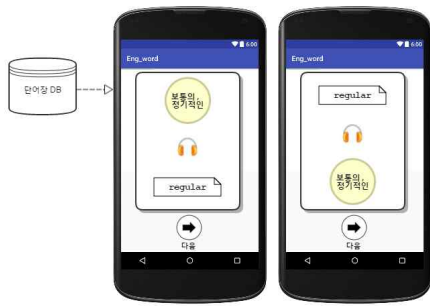 단어장 DB
6:00
Eng_word
보통의,
정기적인
regular
다음
6:00
Eng_word
regular
보통의,
정기적인
다음